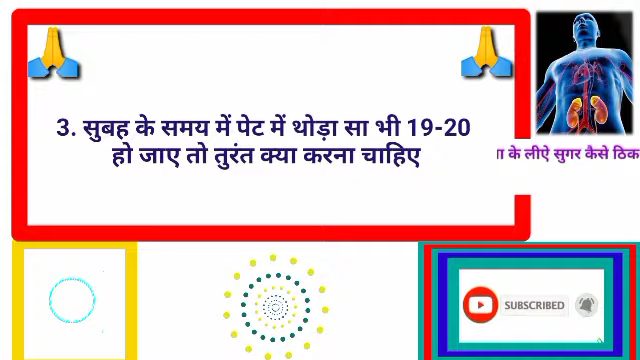 3. सुबह के समय में पेट में थोड़ा सा भी 19-20
हो जाए तो तुरंत क्या करना चाहिए
के लीऐ सुगर कैसे ठिक
SUBSCRIBED